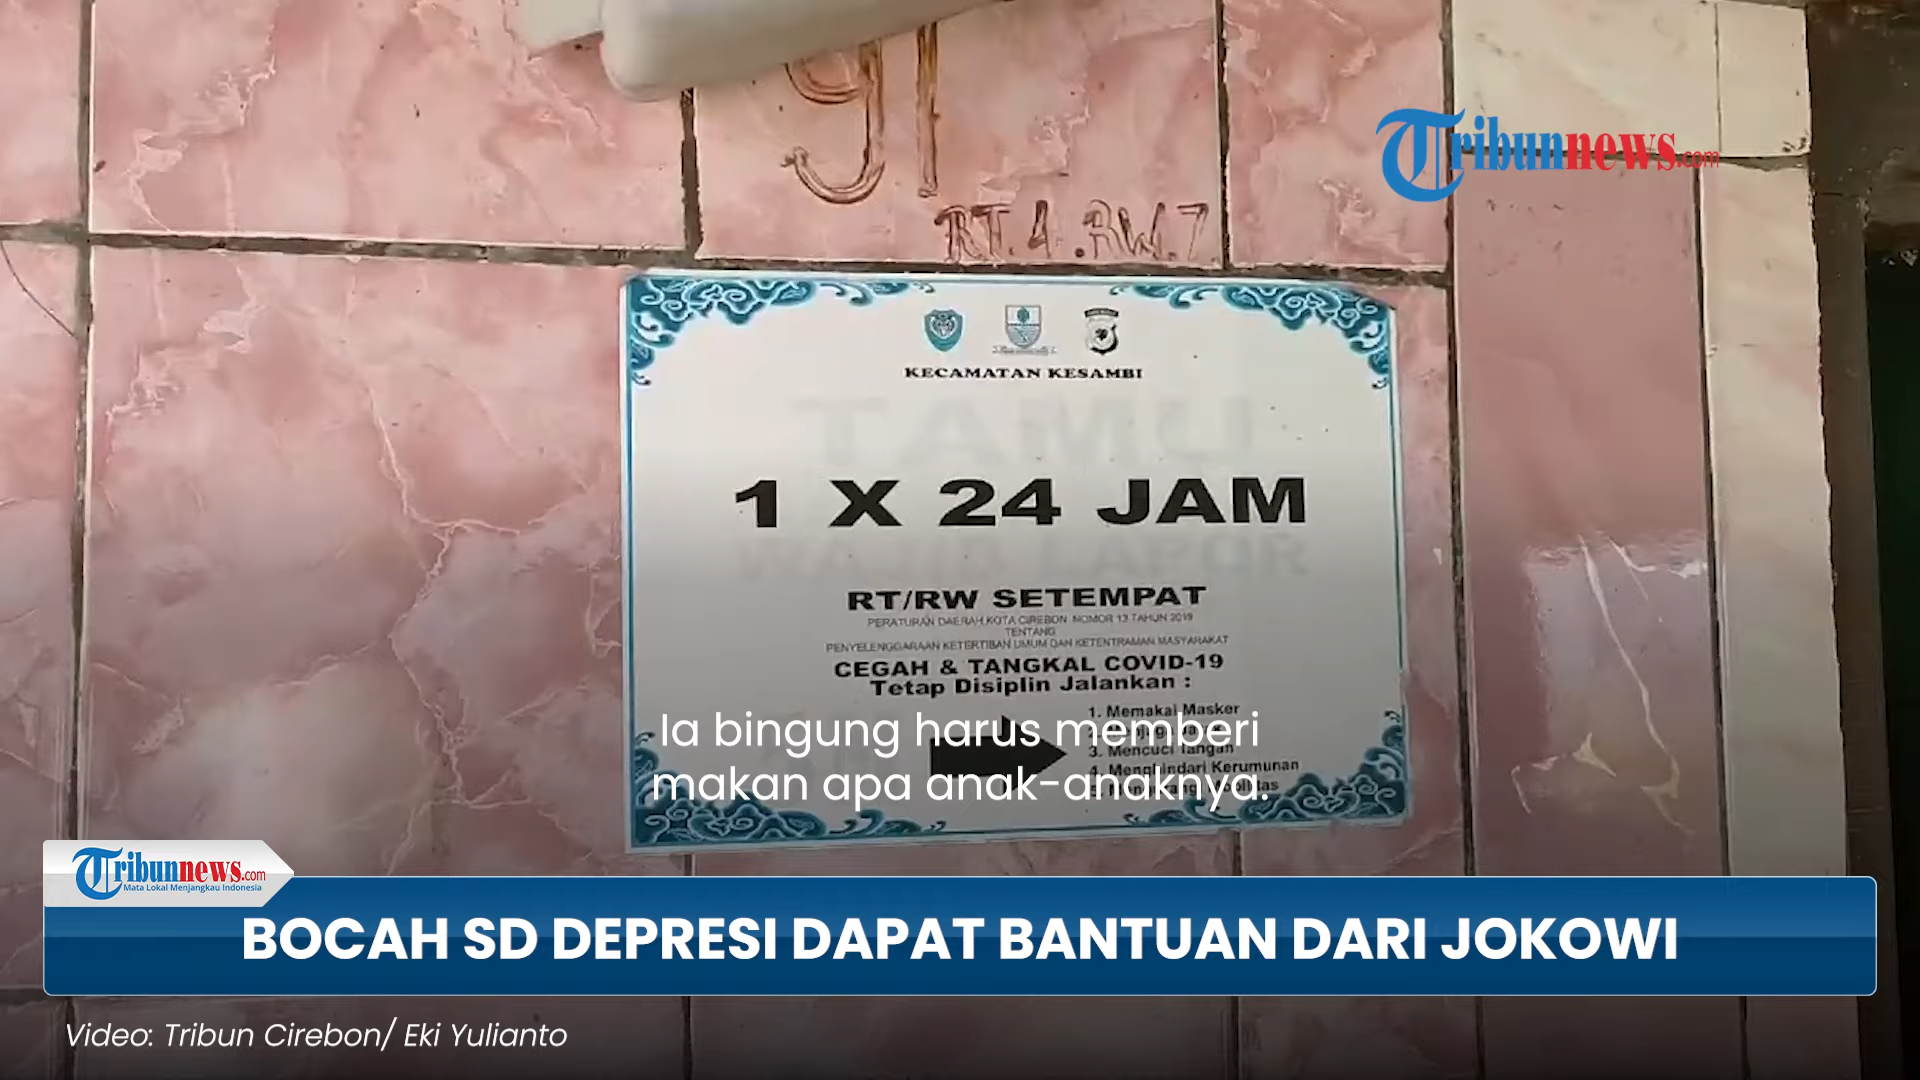 91
RT.4.RW.7
Tribunnews.com
KECAMATAN KESAMBI
TAMU
1 X 24 JAM
WAJIB LAPOR
RT/RW SETEMPAT
PERATURAN DAERAH KOTA CIREBON NOMOR 13 TAHUN 2019
TENTANG
PENYELENGGARAAN KETERTIBAN UMUM DAN KETENTRAMAN MASYARAKAT
CEGAH & TANGKAL COVID-19
Tetap Disiplin Jalankan :
1. Memakai Masker
3. Mencuci Tangan
4. Menghindari Kerumunan
Ia bingung harus memberi
makan apa anak-anaknya.
Tribunnews.com
Mata Lokal Menjangkau Indonesia
BOCAH SD DEPRESI DAPAT BANTUAN DARI JOKOWI
Video: Tribun Cirebon/ Eki Yulianto